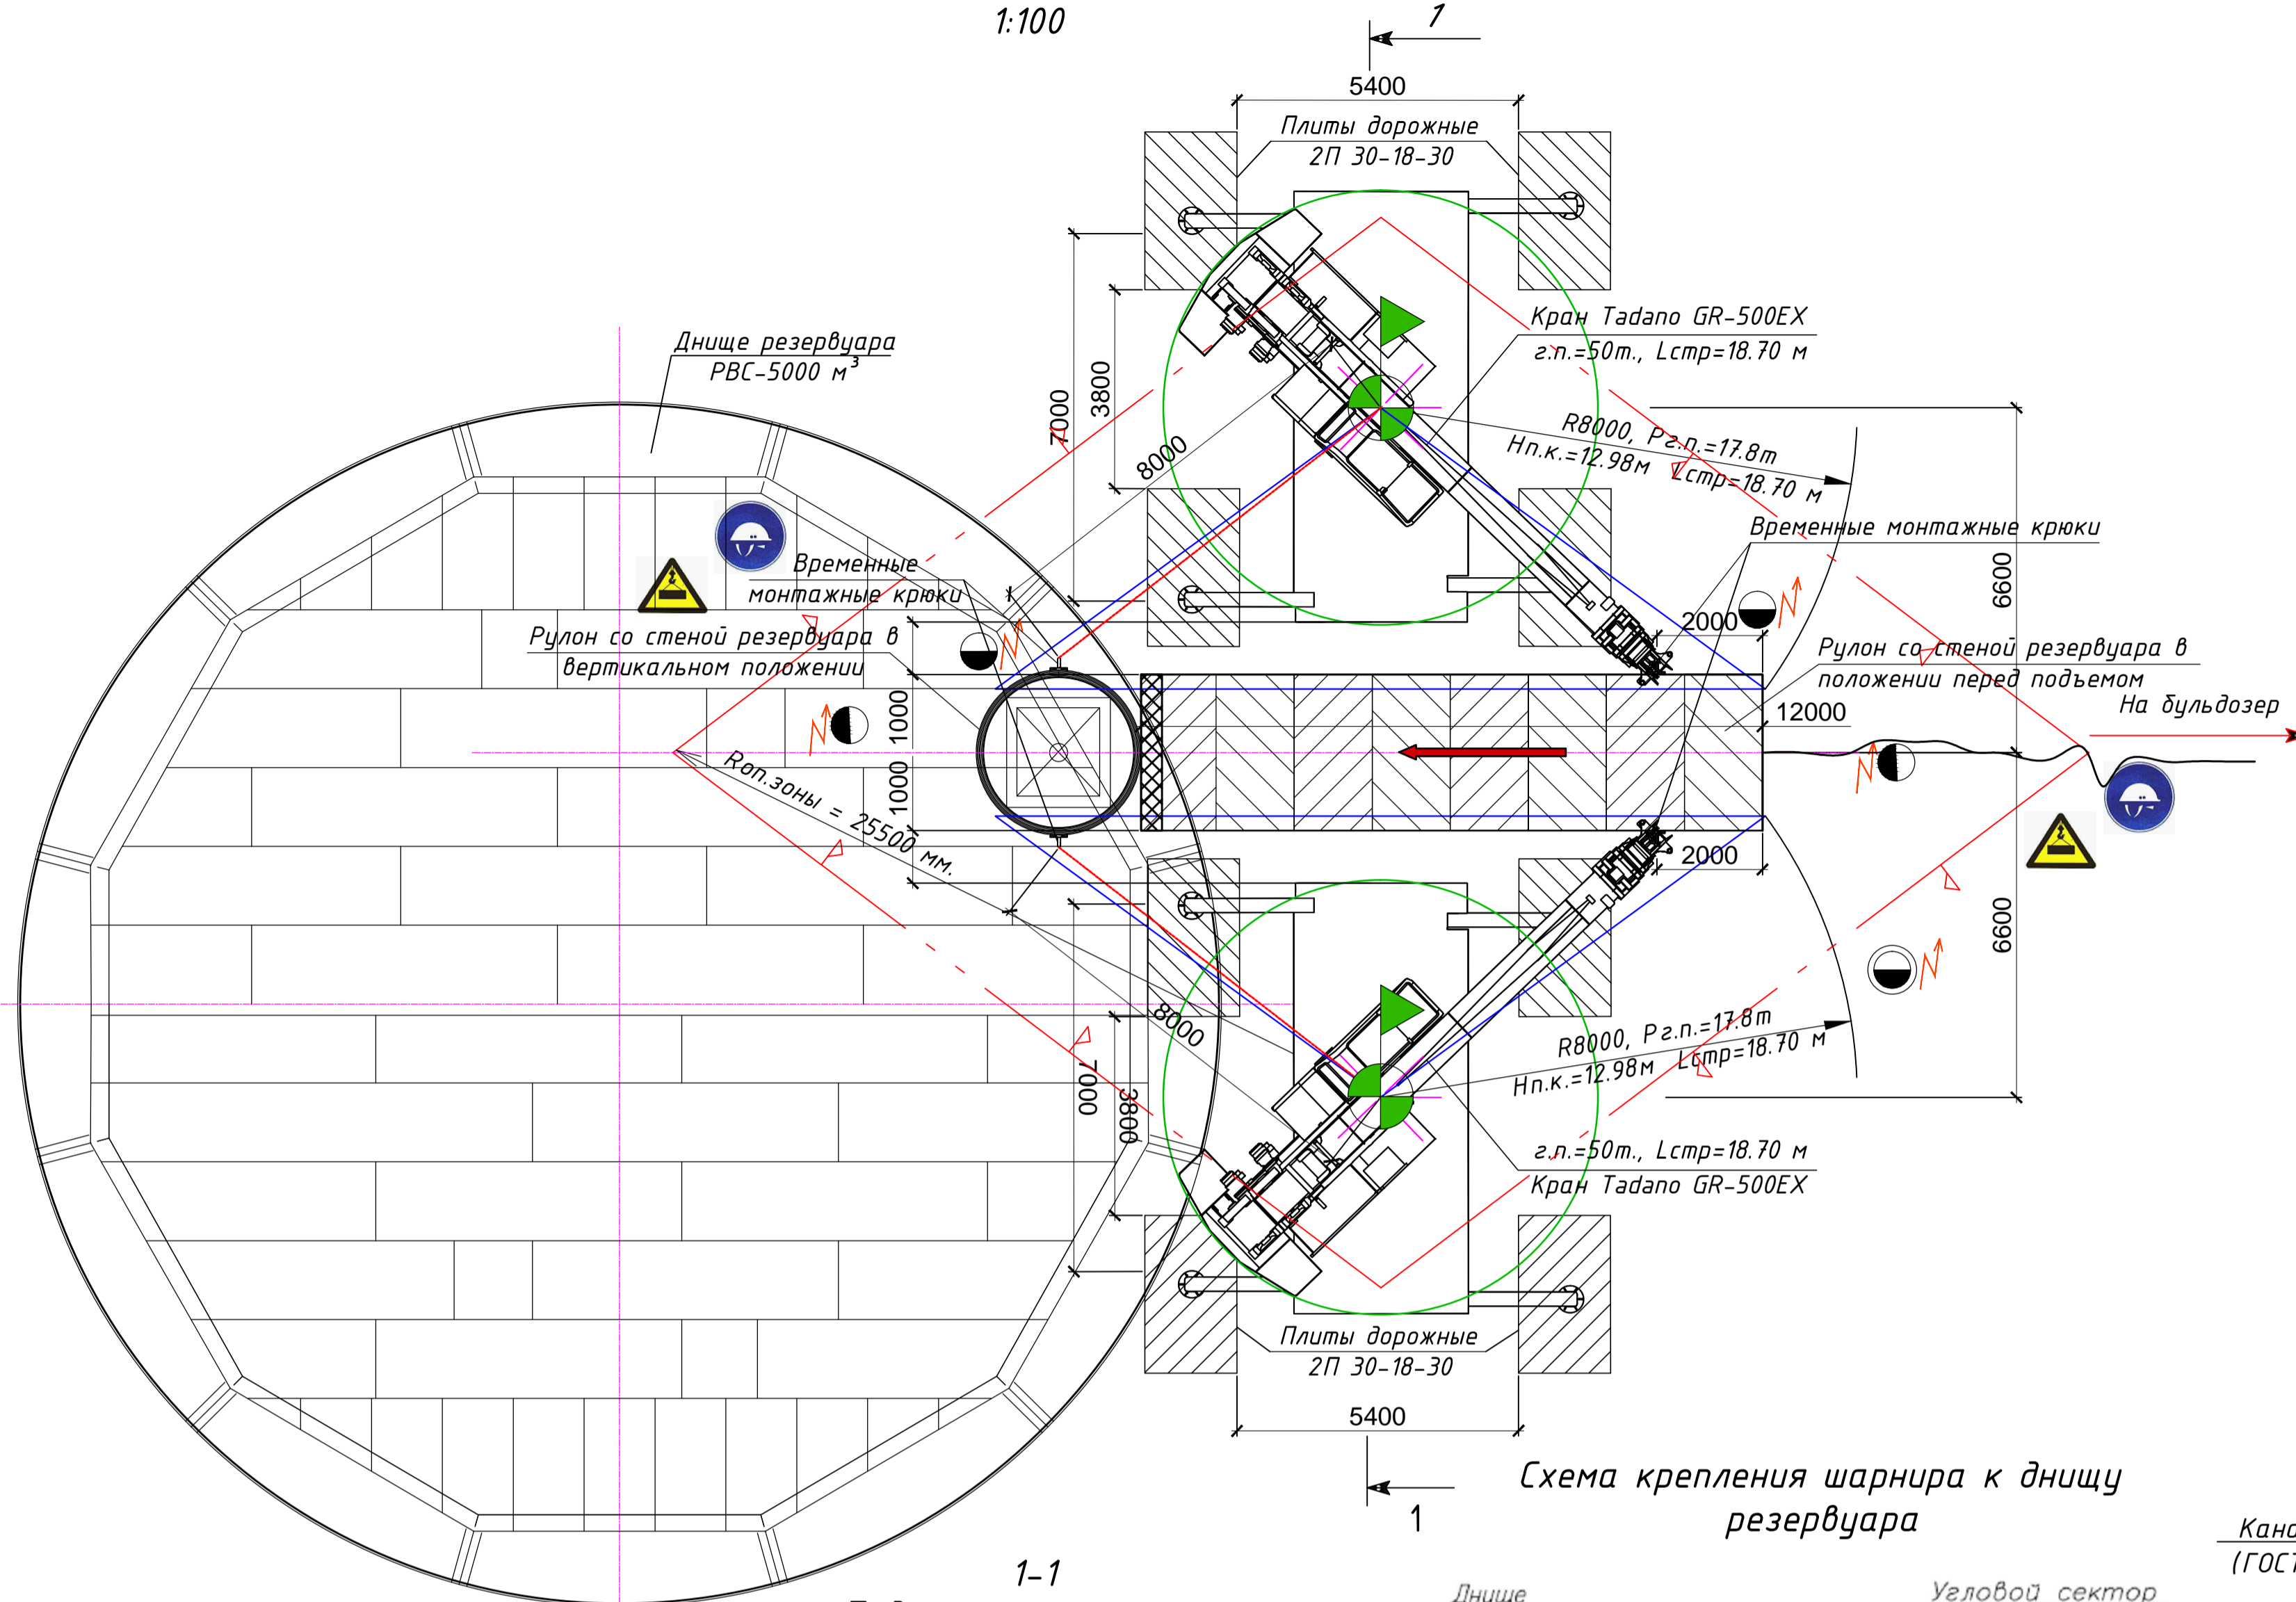 1:100
1
5400
Плиты дорожные
2П 30-18-30
Кран Tadano GR-500EX
г.п.=50т., Lстр=18.70 м
Днище резервуара
РВС-5000 м³
7000
3800
8000
R8000, Рг.п.=17.8т
Нп.к.=12.98м Lстр=18.70 м
Временные монтажные крюки
6600
Временные
монтажные крюки
2000
Рулон со стеной резервуара в
вертикальном положении
Рулон со стеной резервуара в
положении перед подъемом
На бульдозер
1000
12000
1000
Rоп.зоны = 25500 мм.
2000
6600
8000
R8000, Рг.п.=17.8т
Нп.к.=12.98м Lстр=18.70 м
7000
3800
г.п.=50т., Lстр=18.70 м
Кран Tadano GR-500EX
Плиты дорожные
2П 30-18-30
5400
1
Схема крепления шарнира к днищу
резервуара
1-1
Днище
Угловой сектор